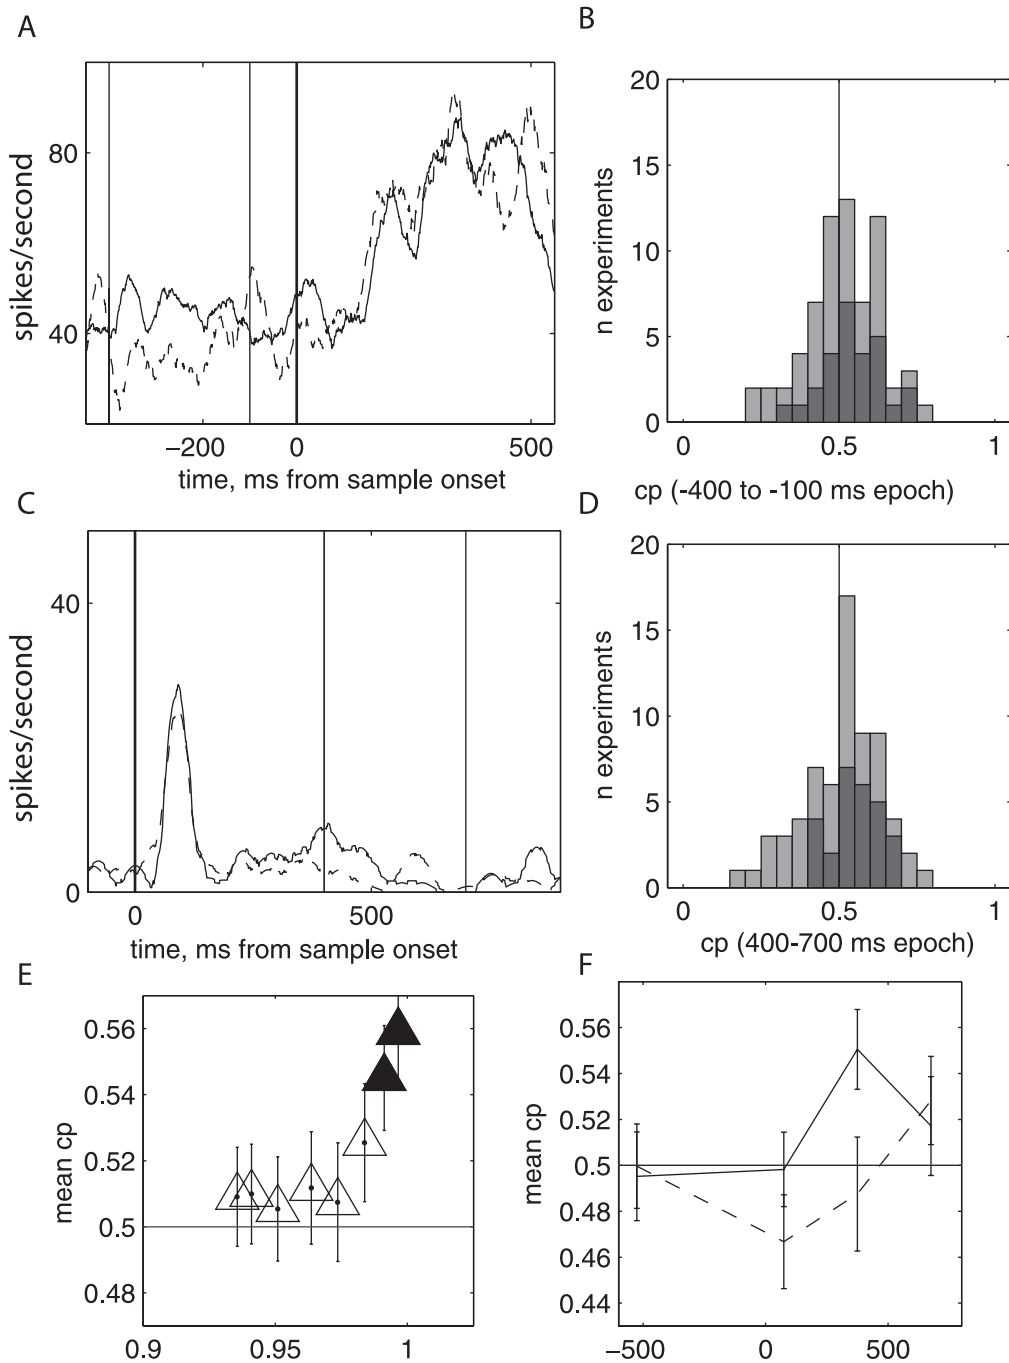 A
spikes/second
80
40
−200
0
500
time, ms from sample onset
B
n experiments
20
15
10
5
0
0
0.5
1
cp (-400 to -100 ms epoch)
C
spikes/second
40
0
0
500
time, ms from sample onset
D
n experiments
20
15
10
5
0
0
0.5
1
cp (400-700 ms epoch)
E
mean cp
0.56
0.54
0.52
0.5
0.48
0.9
0.95
1
F
mean cp
0.56
0.54
0.52
0.5
0.48
0.46
0.44
−500
0
500